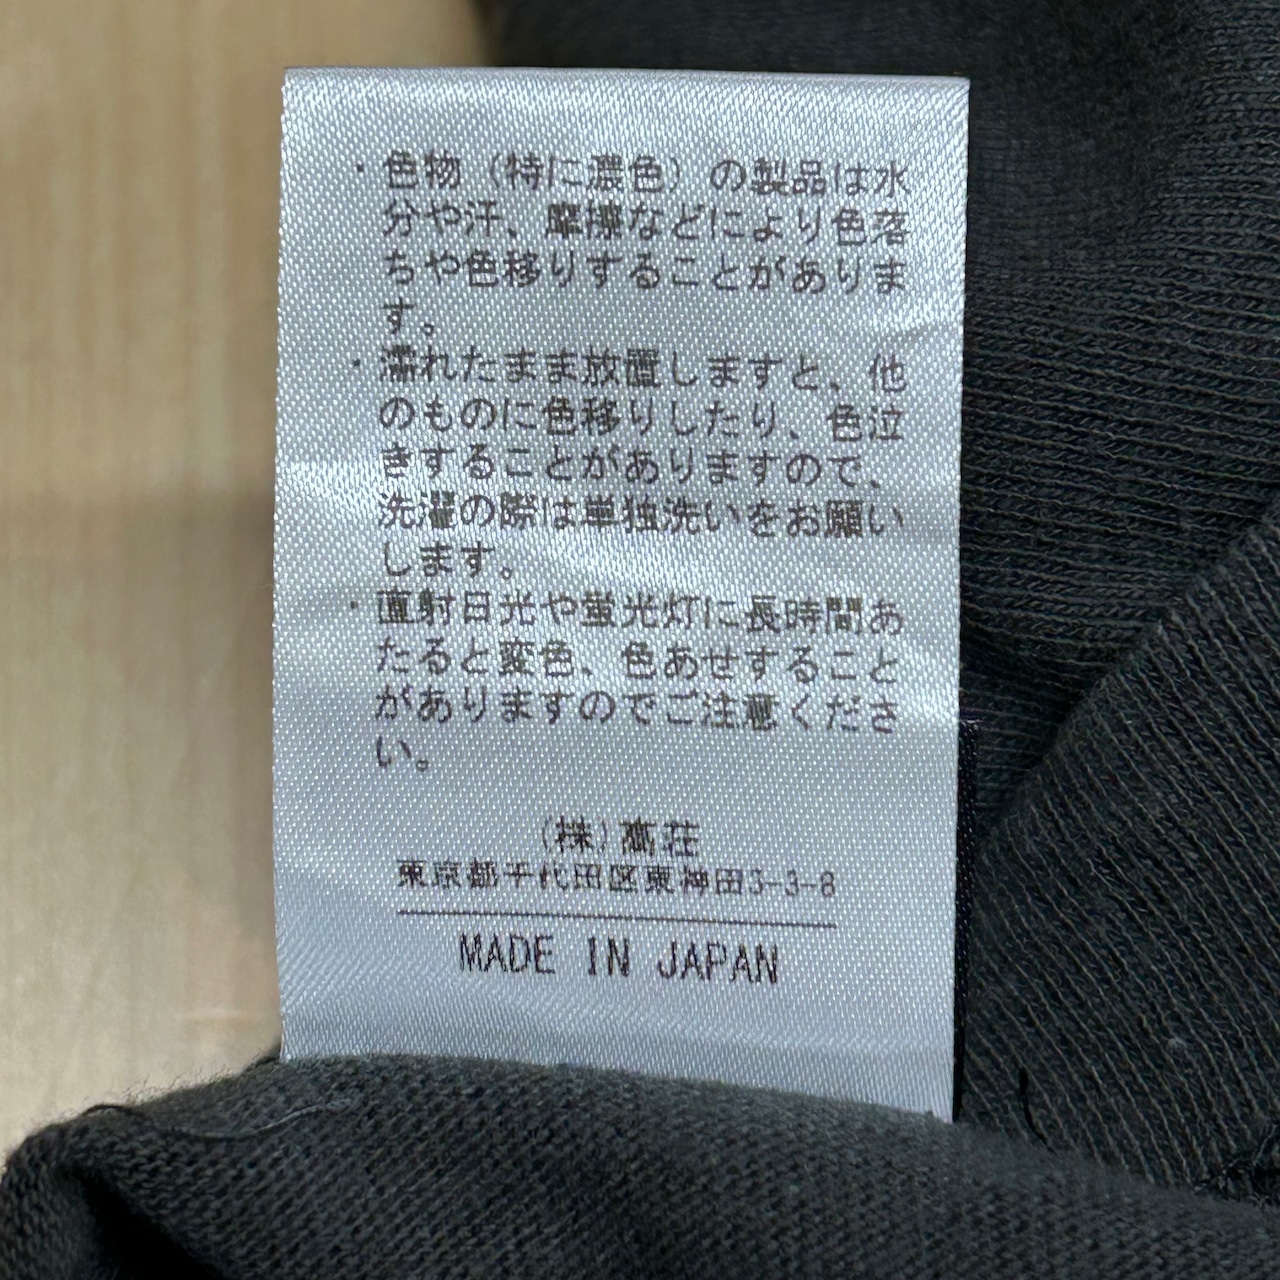 ・色物（特に濃色）の製品は水
分や汗、摩擦などにより色落
ちや色移りすることがありま
す。
・濡れたまま放置しますと、他
のものに色移りしたり、色泣
きすることがありますので、
洗濯の際は単独洗いをお願い
します。
・直射日光や蛍光灯に長時間あ
たると変色、色あせすること
がありますのでご注意くださ
い。
(株)高荘
東京都千代田区東神田3-3-8
MADE IN JAPAN